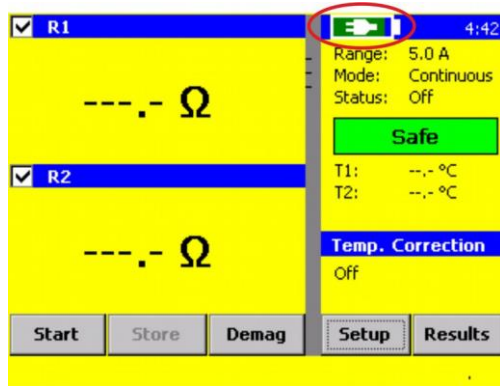 R1
---.- Ω
R2
---.- Ω
4:42
Range: 5.0 A
Mode: Continuous
Status: Off
Safe
T1: --.- °C
T2: --.- °C
Temp. Correction
Off
Start Store Demag Setup Results